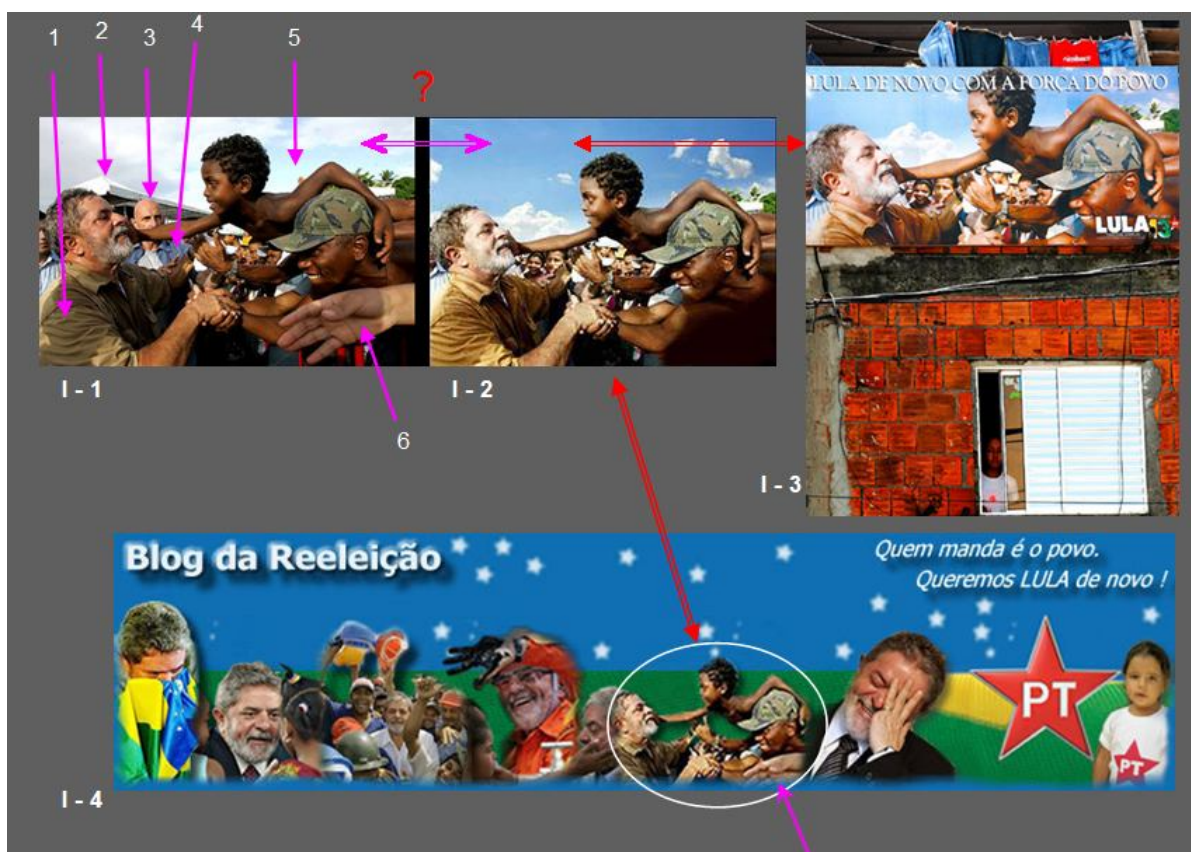 1
2
3
4
5
?
LULA DE NOVO COM A FORÇA DO POVO
LULA 13
I - 1
I - 2
6
I - 3
Blog da Reeleição
Quem manda é o povo.
Queremos LULA de novo !
PT
PT
I - 4